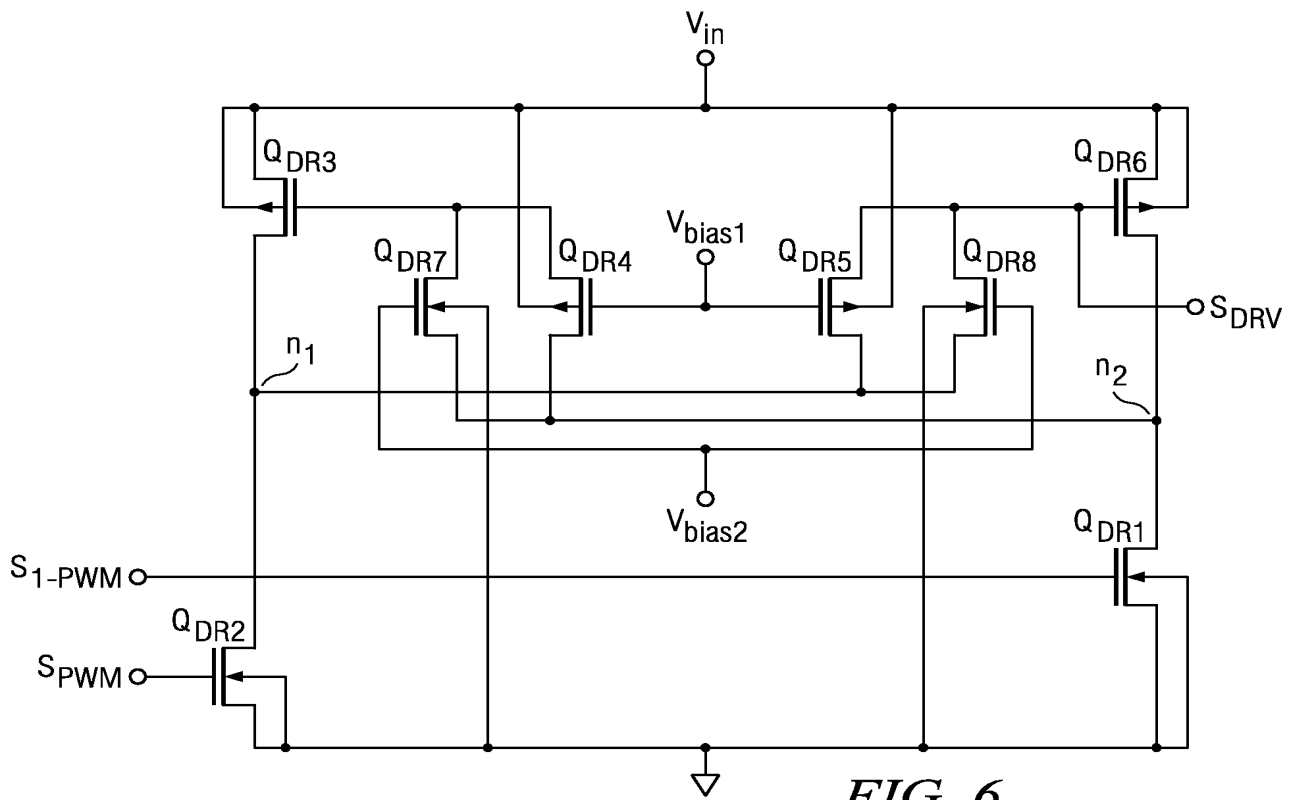 Vin
QDR3
QDR6
Vbias1
QDR7
QDR4
QDR5
QDR8
SDRV
n1
n2
Vbias2
QDR1
S1-PWM
QDR2
SPWM
FIG. 6